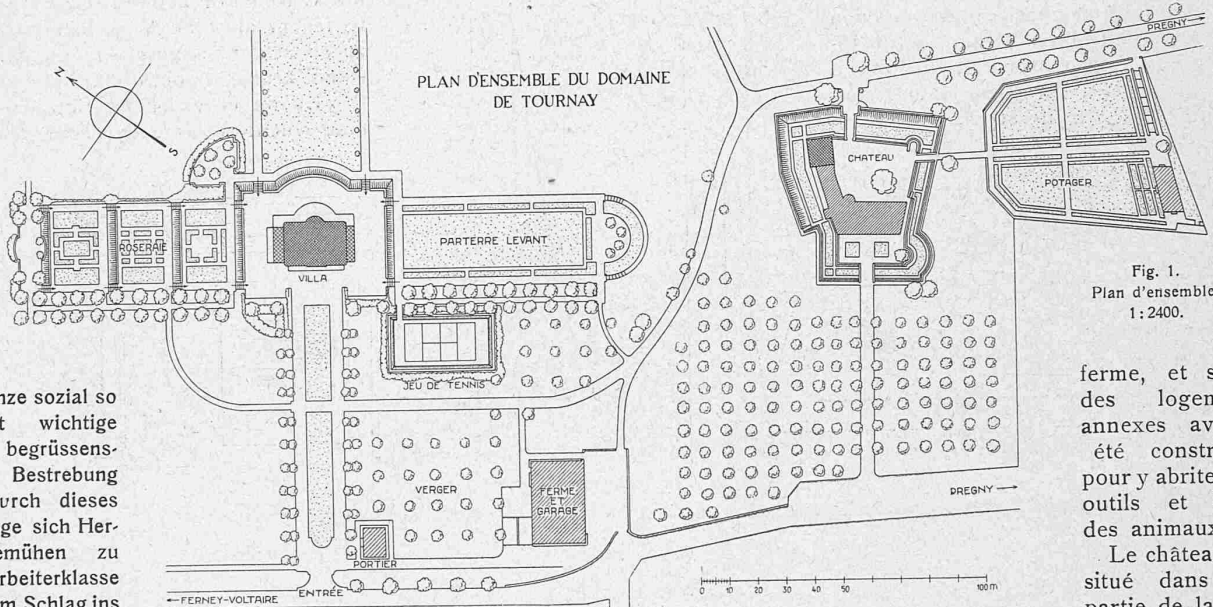 PLAN D'ENSEMBLE DU DOMAINE
DE TOURNAY
N
S
PREGNY
CHATEAU
POTAGER
ROSERAIE
VILLA
PARTERRE LEVANT
JEU DE TENNIS
VERGER
FERME
ET
GARAGE
PORTIER
ENTRÉE
FERNEY-VOLTAIRE
PREGNY
0 10 20 30 40 50 100 m
Fig. 1.
Plan d'ensemble
1 : 2400.
nze sozial so
t wichtige
begrüssens-
Bestrebung
urch dieses
ge sich Her-
emühen zu
rbeiterklasse
m Schlag ins
ferme, et s
des logen
annexes av
été constr
pour y abrite
outils et
des animaux
Le châtea
situé dans
partie de la